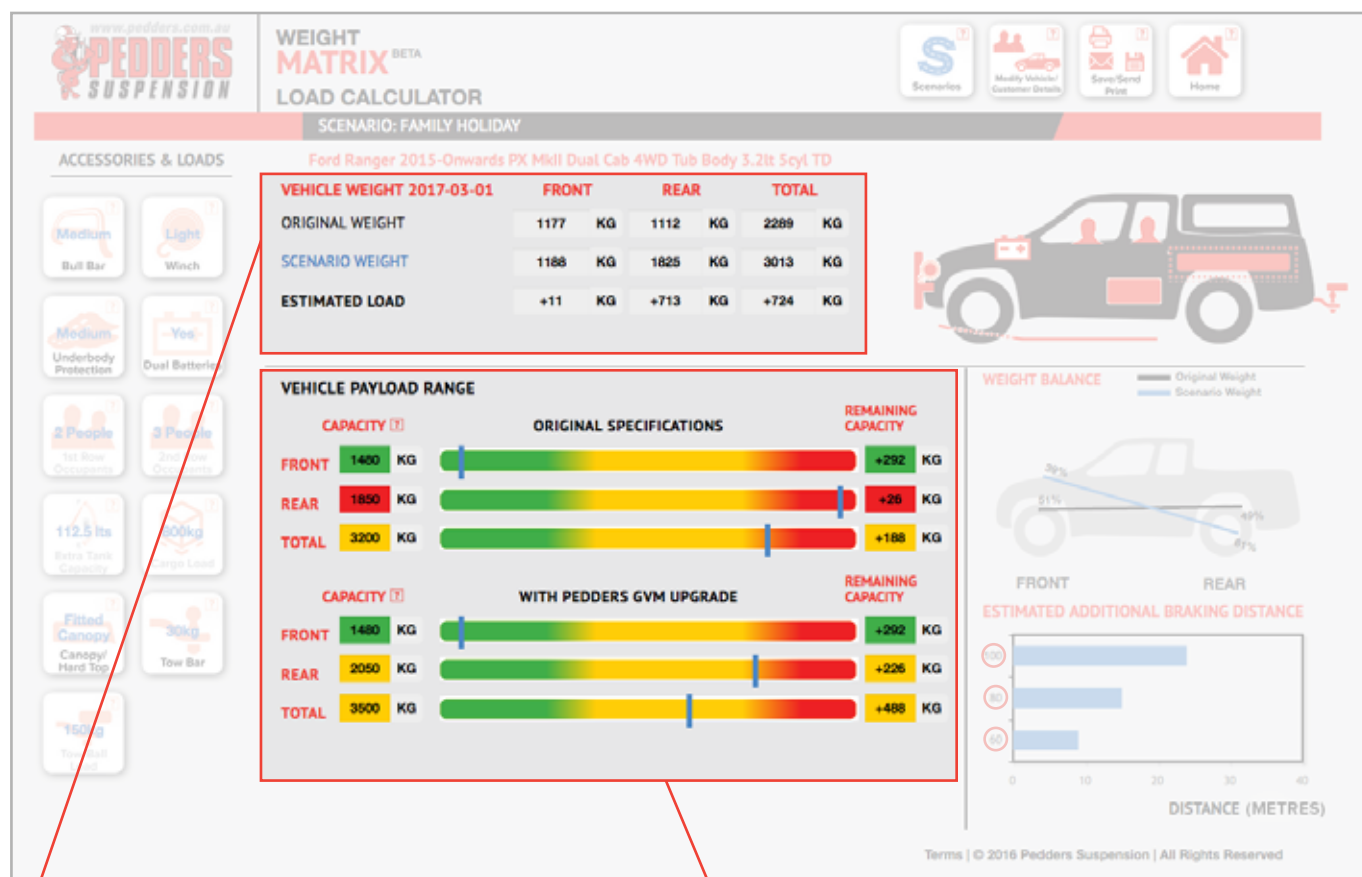 www.pedders.com.au
PEDDERS
SUSPENSION
WEIGHT
MATRIX BETA
LOAD CALCULATOR
Scenarios
Modify Vehicle/
Customer Details
Save/Send
Print
Home
SCENARIO: FAMILY HOLIDAY
ACCESSORIES & LOADS
Ford Ranger 2015-Onwards PX MkII Dual Cab 4WD Tub Body 3.2lt 5cyl TD
VEHICLE WEIGHT 2017-03-01 FRONT REAR TOTAL
ORIGINAL WEIGHT 1177 KG 1112 KG 2289 KG
SCENARIO WEIGHT 1188 KG 1825 KG 3013 KG
ESTIMATED LOAD +11 KG +713 KG +724 KG
Medium
Bull Bar
Light
Winch
Medium
Underbody
Protection
Yes
Dual Batteries
2 People
1st Row
Occupants
3 People
2nd Row
Occupants
112.5 lts
Extra Tank
Capacity
Cargo Load
Fitted
Canopy
Canopy/
Hard Top
30kg
Tow Bar
150kg
Tow Ball
Load
VEHICLE PAYLOAD RANGE
CAPACITY ? ORIGINAL SPECIFICATIONS REMAINING
CAPACITY
FRONT 1480 KG +292 KG
REAR 1850 KG +26 KG
TOTAL 3200 KG +188 KG
CAPACITY ? WITH PEDDERS GVM UPGRADE REMAINING
CAPACITY
FRONT 1480 KG +292 KG
REAR 2050 KG +226 KG
TOTAL 3500 KG +488 KG
WEIGHT BALANCE
Original Weight
Scenario Weight
39%
51%
49%
61%
FRONT REAR
ESTIMATED ADDITIONAL BRAKING DISTANCE
100
80
60
0 10 20 30 40
DISTANCE (METRES)
Terms | © 2016 Pedders Suspension | All Rights Reserved